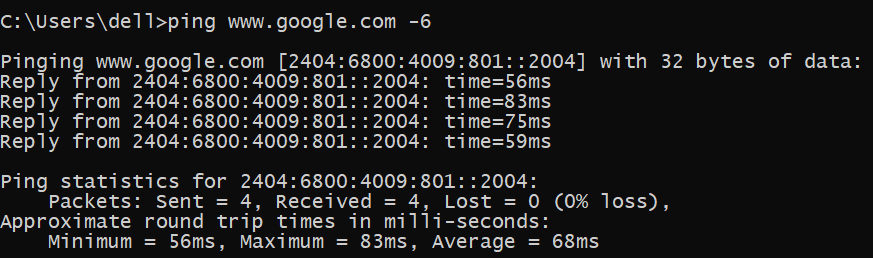 C:\Users\dell>ping www.google.com -6
Pinging www.google.com [2404:6800:4009:801::2004] with 32 bytes of data:
Reply from 2404:6800:4009:801::2004: time=56ms
Reply from 2404:6800:4009:801::2004: time=83ms
Reply from 2404:6800:4009:801::2004: time=75ms
Reply from 2404:6800:4009:801::2004: time=59ms
Ping statistics for 2404:6800:4009:801::2004:
    Packets: Sent = 4, Received = 4, Lost = 0 (0% loss),
Approximate round trip times in milli-seconds:
    Minimum = 56ms, Maximum = 83ms, Average = 68ms